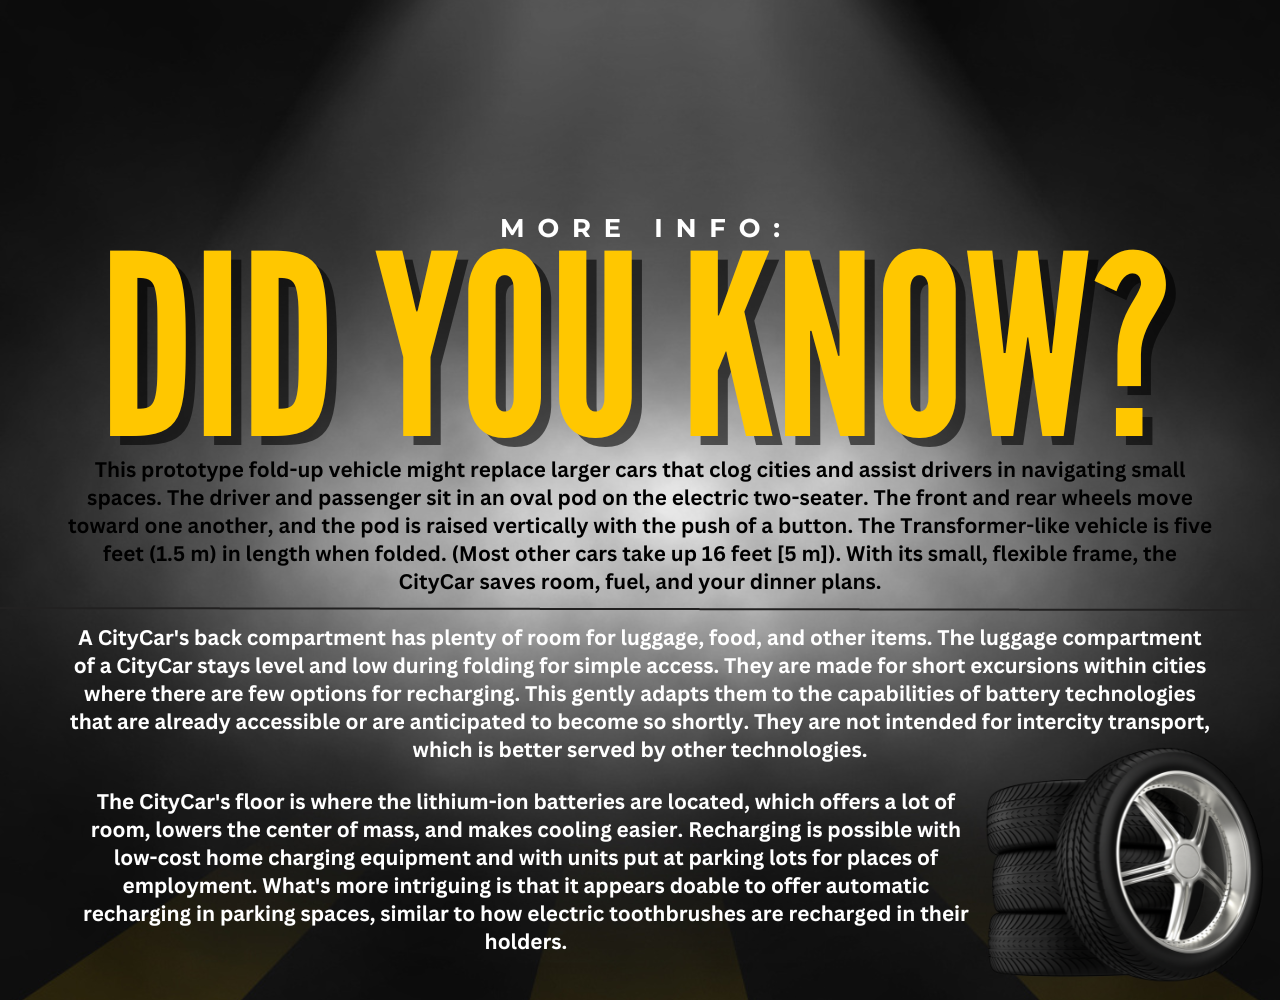 MORE INFO:
DID YOU KNOW?
This prototype fold-up vehicle might replace larger cars that clog cities and assist drivers in navigating small
spaces. The driver and passenger sit in an oval pod on the electric two-seater. The front and rear wheels move
toward one another, and the pod is raised vertically with the push of a button. The Transformer-like vehicle is five
feet (1.5 m) in length when folded. (Most other cars take up 16 feet [5 m]). With its small, flexible frame, the
CityCar saves room, fuel, and your dinner plans.
A CityCar's back compartment has plenty of room for luggage, food, and other items. The luggage compartment
of a CityCar stays level and low during folding for simple access. They are made for short excursions within cities
where there are few options for recharging. This gently adapts them to the capabilities of battery technologies
that are already accessible or are anticipated to become so shortly. They are not intended for intercity transport,
which is better served by other technologies.
The CityCar's floor is where the lithium-ion batteries are located, which offers a lot of
room, lowers the center of mass, and makes cooling easier. Recharging is possible with
low-cost home charging equipment and with units put at parking lots for places of
employment. What's more intriguing is that it appears doable to offer automatic
recharging in parking spaces, similar to how electric toothbrushes are recharged in their
holders.